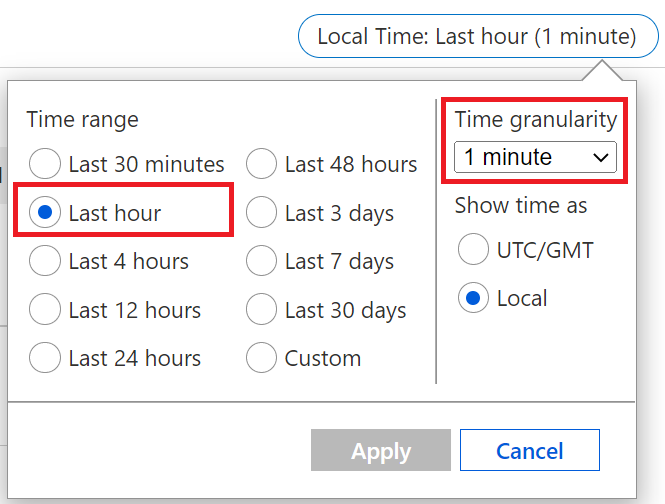 Local Time: Last hour (1 minute)
Time range
Last 30 minutes
Last hour
Last 4 hours
Last 12 hours
Last 24 hours
Last 48 hours
Last 3 days
Last 7 days
Last 30 days
Custom
Time granularity
1 minute
Show time as
UTC/GMT
Local
Apply
Cancel